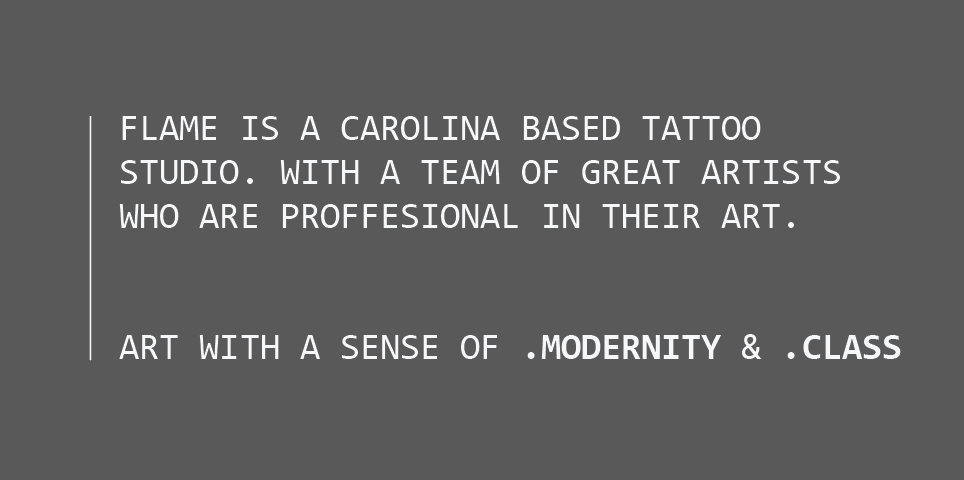 FLAME IS A CAROLINA BASED TATTOO
STUDIO. WITH A TEAM OF GREAT ARTISTS
WHO ARE PROFFESIONAL IN THEIR ART.
ART WITH A SENSE OF .MODERNITY & .CLASS